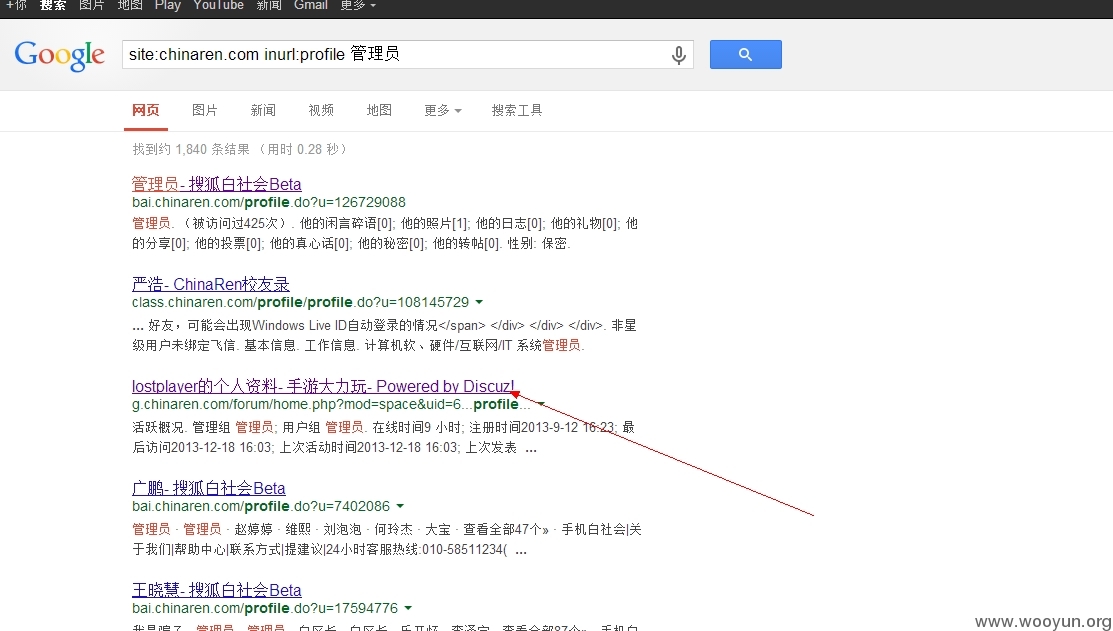 +你 搜索 图片 地图 Play YouTube 新闻 Gmail 更多
Google site:chinaren.com inurl:profile 管理员
网页 图片 新闻 视频 地图 更多 搜索工具
找到约 1,840 条结果 （用时 0.28 秒）
管理员- 搜狐白社会Beta
bai.chinaren.com/profile.do?u=126729088
管理员. （被访问过425次）. 他的闲言碎语[0]; 他的照片[1]; 他的日志[0]; 他的礼物[0]; 他
的分享[0]; 他的投票[0]; 他的真心话[0]; 他的秘密[0]; 他的转帖[0]. 性别: 保密.
严浩- ChinaRen校友录
class.chinaren.com/profile/profile.do?u=108145729
... 好友，可能会出现Windows Live ID自动登录的情况</span> </div> </div> </div>. 非星
级用户未绑定飞信. 基本信息. 工作信息. 计算机软、硬件/互联网/IT 系统管理员.
lostplayer的个人资料- 手游大力玩- Powered by Discuz!
g.chinaren.com/forum/home.php?mod=space&uid=6...profile...
活跃概况. 管理组 管理员; 用户组 管理员. 在线时间9 小时; 注册时间2013-9-12 16:23; 最
后访问2013-12-18 16:03; 上次活动时间2013-12-18 16:03; 上次发表 ...
广鹏- 搜狐白社会Beta
bai.chinaren.com/profile.do?u=7402086
管理员 · 管理员 · 赵婷婷 · 维熙 · 刘泡泡 · 何玲杰 · 大宝 · 查看全部47个» · 手机白社会|关
于我们|帮助中心|联系方式|提建议|24小时客服热线:010-58511234( ...
王晓慧- 搜狐白社会Beta
bai.chinaren.com/profile.do?u=17594776
www.wooyun.org